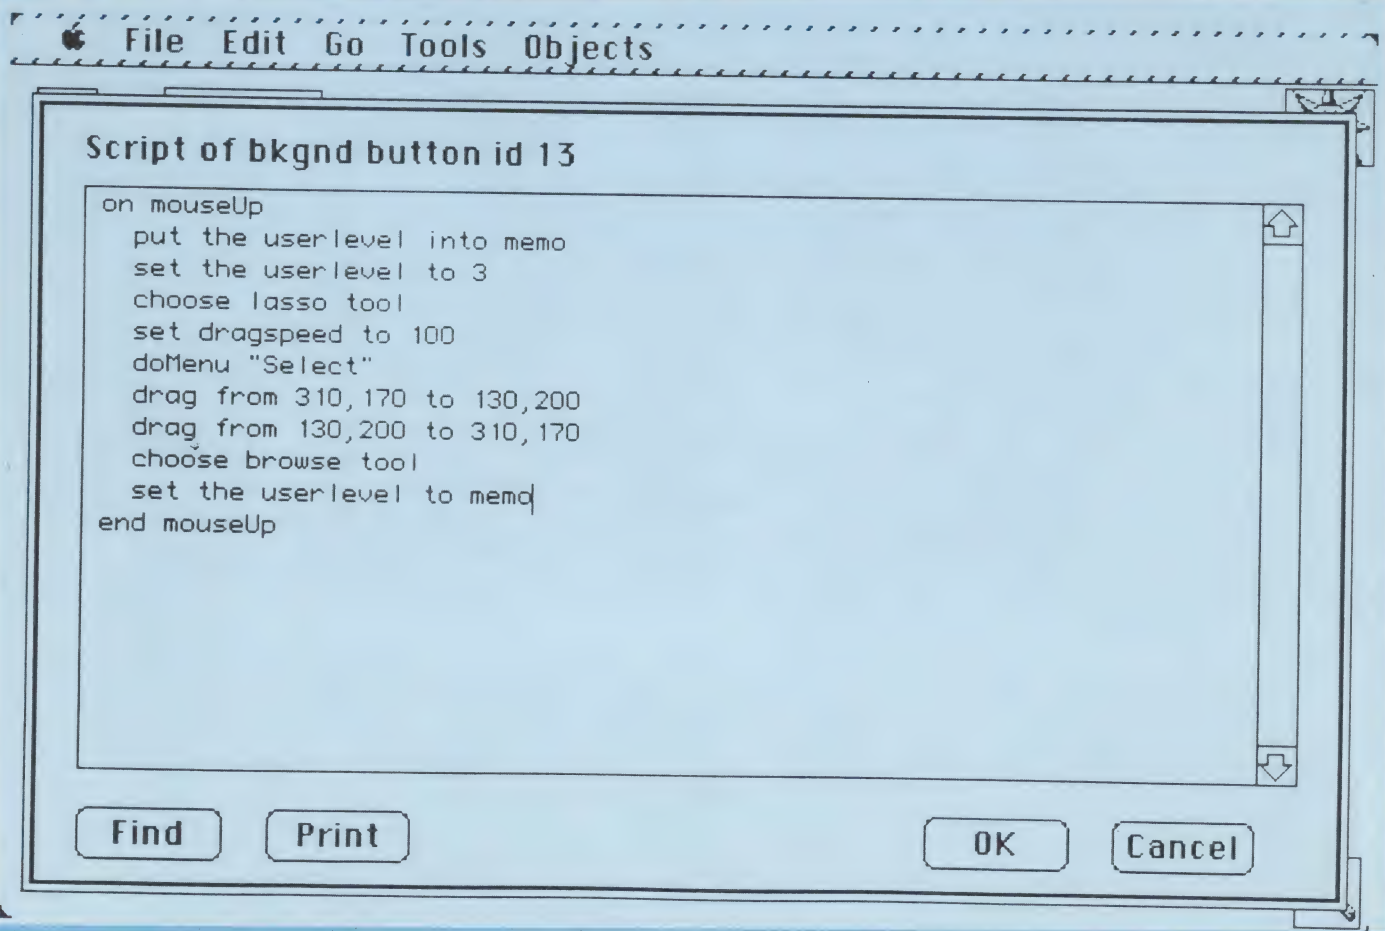 File Edit Go Tools Objects
Script of bkgnd button id 13
on mouseUp
put the userlevel into memo
set the userlevel to 3
choose lasso tool
set dragspeed to 100
doMenu "Select"
drag from 310,170 to 130,200
drag from 130,200 to 310,170
choose browse tool
set the userlevel to memo
end mouseUp
Find Print OK Cancel